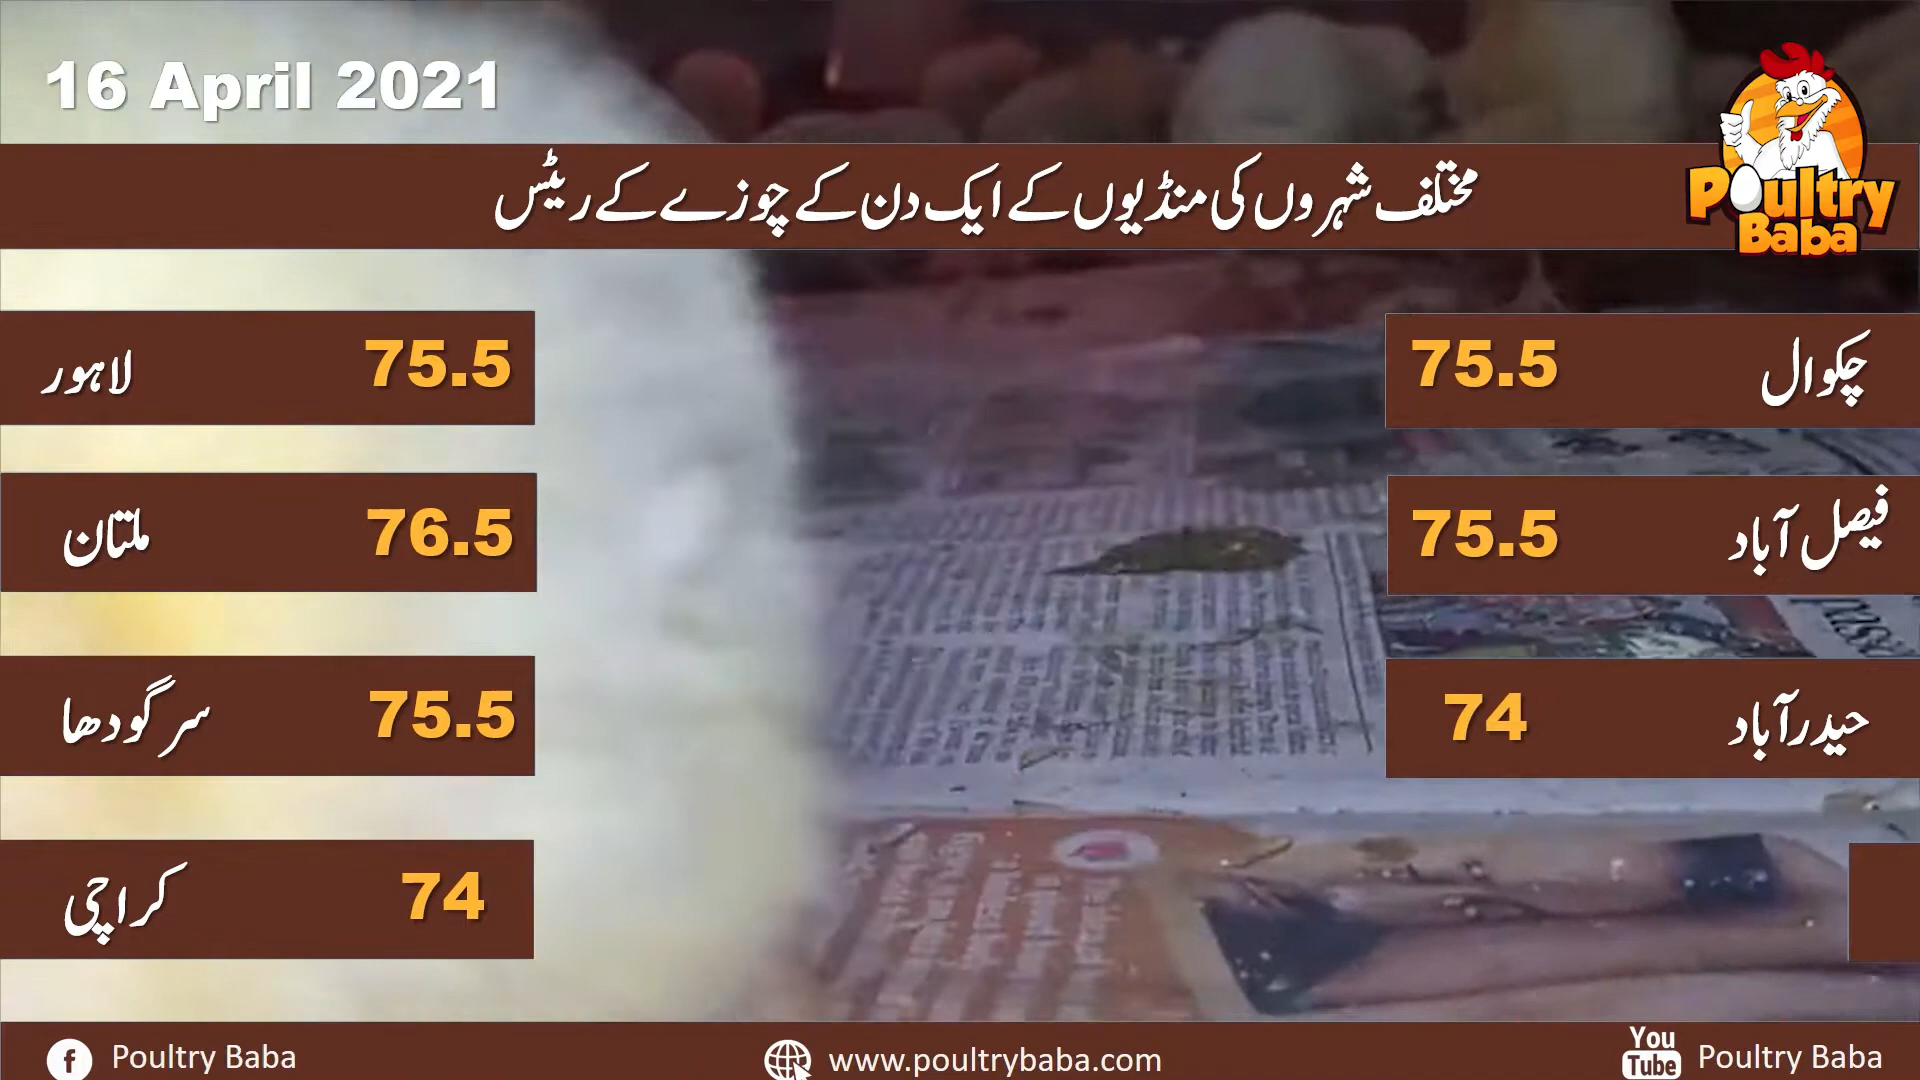 16 April 2021
Poultry
Baba
مختلف شہروں کی منڈیوں کے ایک دن کے چوزے کے ریٹس
لاہور 75.5
چکوال 75.5
ملتان 76.5
فیصل آباد 75.5
سرگودھا 75.5
حیدرآباد 74
کراچی 74
Poultry Baba
www.poultrybaba.com
You
Tube
Poultry Baba